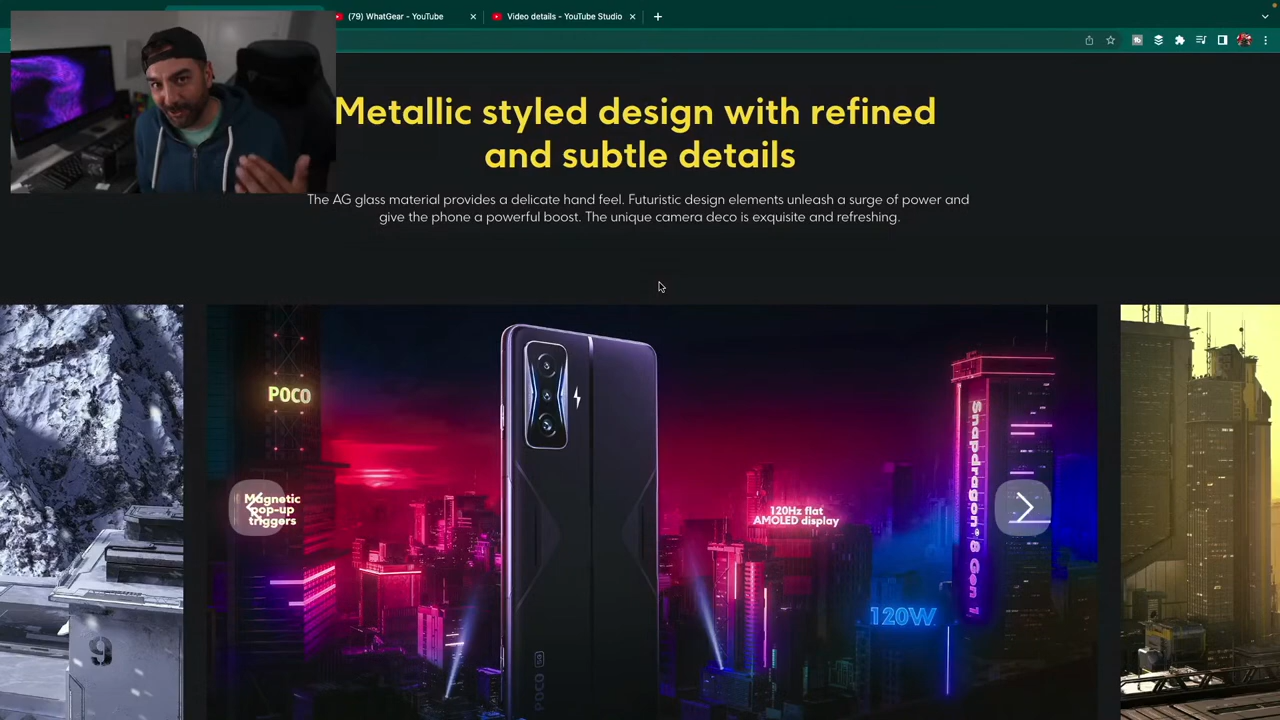 (79) WhatGear - YouTube
Video details - YouTube Studio
Metallic styled design with refined
and subtle details
The AG glass material provides a delicate hand feel. Futuristic design elements unleash a surge of power and
give the phone a powerful boost. The unique camera deco is exquisite and refreshing.
POCO
Magnetic
pop-up
triggers
120Hz flat
AMOLED display
Snapdragon® 8 Gen 1
120W
POCO 5G
9